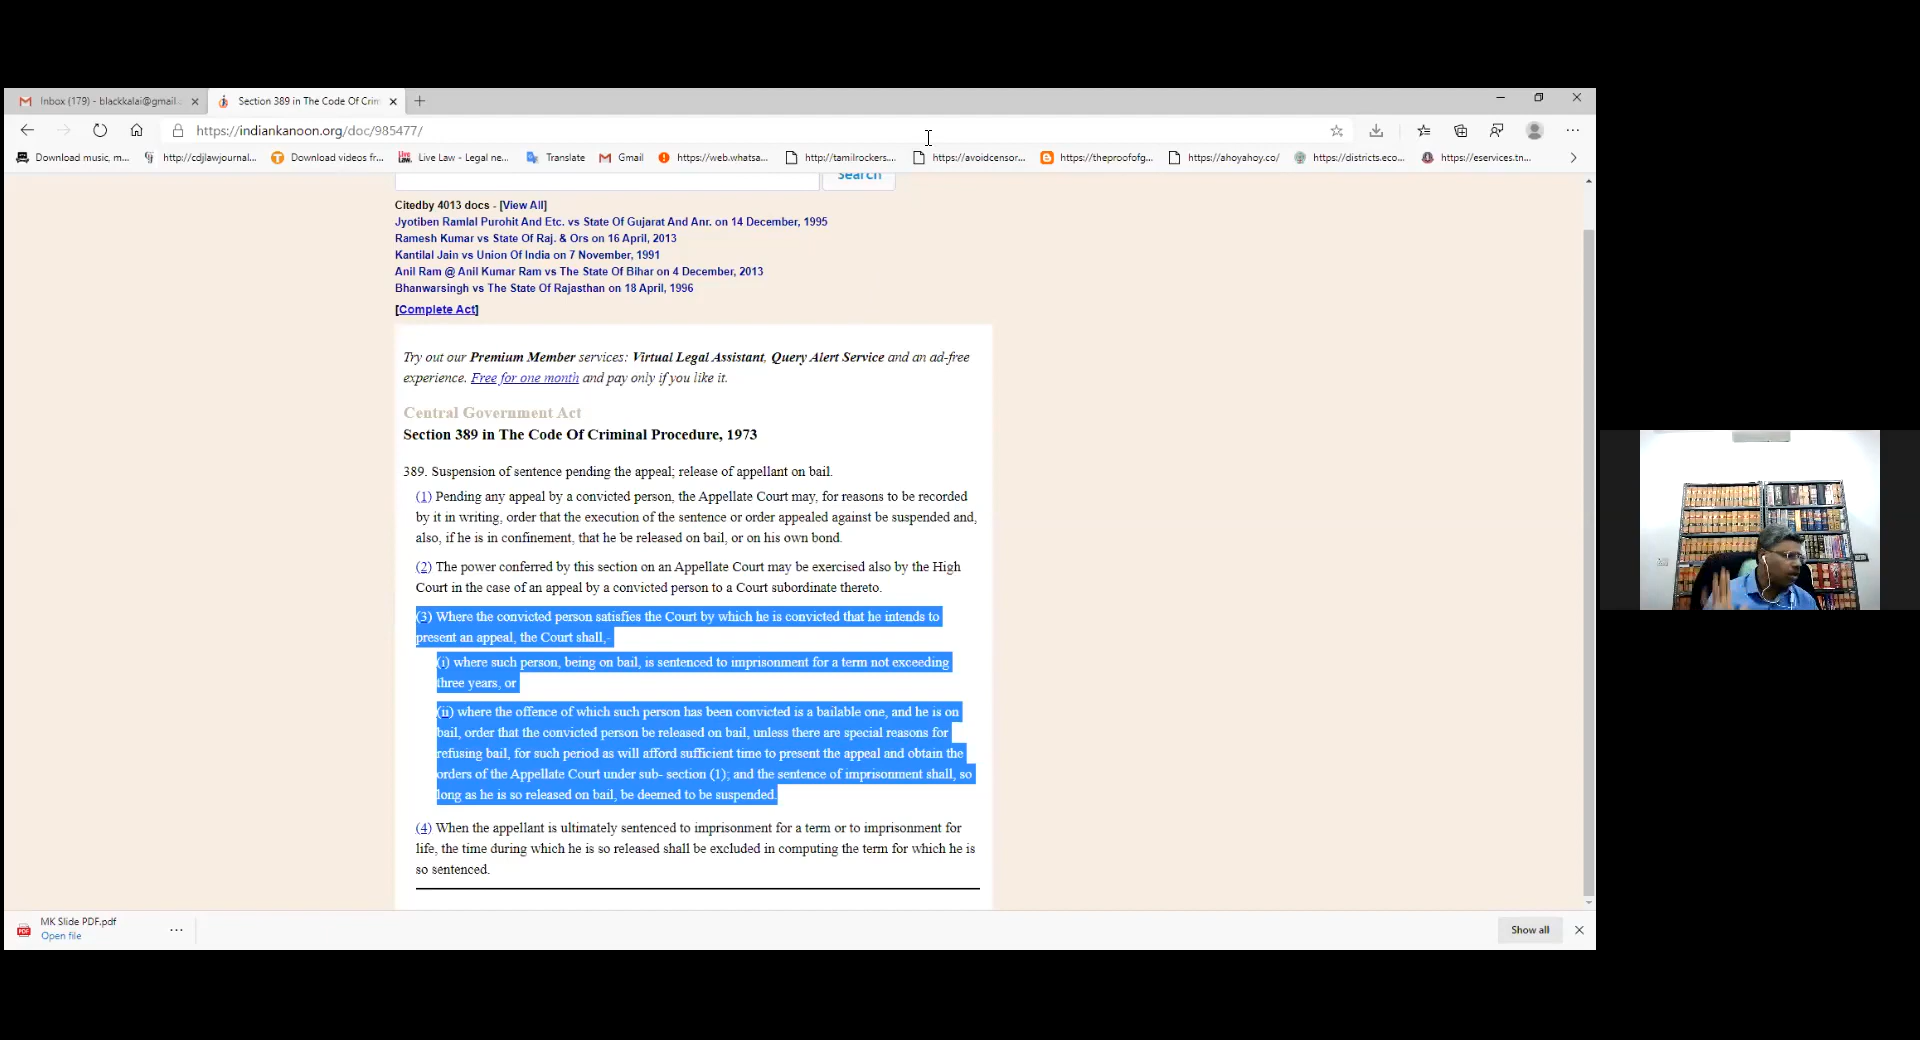 Inbox (179) - blackkalai@gmail.
Section 389 in The Code Of Crim
https://indiankanoon.org/doc/985477/
Download music, m...
http://cdjlawjournal...
Download videos fr...
Live Law - Legal ne...
Translate
Gmail
https://web.whatsa...
http://tamilrockers....
https://avoidcensor...
https://theproofofg...
https://ahoyahoy.co/
https://districts.eco...
https://eservices.tn...
Search
Citedby 4013 docs - [View All]
Jyotiben Ramlal Purohit And Etc. vs State Of Gujarat And Anr. on 14 December, 1995
Ramesh Kumar vs State Of Raj. & Ors on 16 April, 2013
Kantilal Jain vs Union Of India on 7 November, 1991
Anil Ram @ Anil Kumar Ram vs The State Of Bihar on 4 December, 2013
Bhanwarsingh vs The State Of Rajasthan on 18 April, 1996
[Complete Act]
Try out our Premium Member services: Virtual Legal Assistant, Query Alert Service and an ad-free
experience. Free for one month and pay only if you like it.
Central Government Act
Section 389 in The Code Of Criminal Procedure, 1973
389. Suspension of sentence pending the appeal; release of appellant on bail.
(1) Pending any appeal by a convicted person, the Appellate Court may, for reasons to be recorded
by it in writing, order that the execution of the sentence or order appealed against be suspended and,
also, if he is in confinement, that he be released on bail, or on his own bond.
(2) The power conferred by this section on an Appellate Court may be exercised also by the High
Court in the case of an appeal by a convicted person to a Court subordinate thereto.
(3) Where the convicted person satisfies the Court by which he is convicted that he intends to
present an appeal, the Court shall,-
(i) where such person, being on bail, is sentenced to imprisonment for a term not exceeding
three years, or
(ii) where the offence of which such person has been convicted is a bailable one, and he is on
bail, order that the convicted person be released on bail, unless there are special reasons for
refusing bail, for such period as will afford sufficient time to present the appeal and obtain the
orders of the Appellate Court under sub- section (1); and the sentence of imprisonment shall, so
long as he is so released on bail, be deemed to be suspended.
(4) When the appellant is ultimately sentenced to imprisonment for a term or to imprisonment for
life, the time during which he is so released shall be excluded in computing the term for which he is
so sentenced.
MK Slide PDF.pdf
Open file
Show all